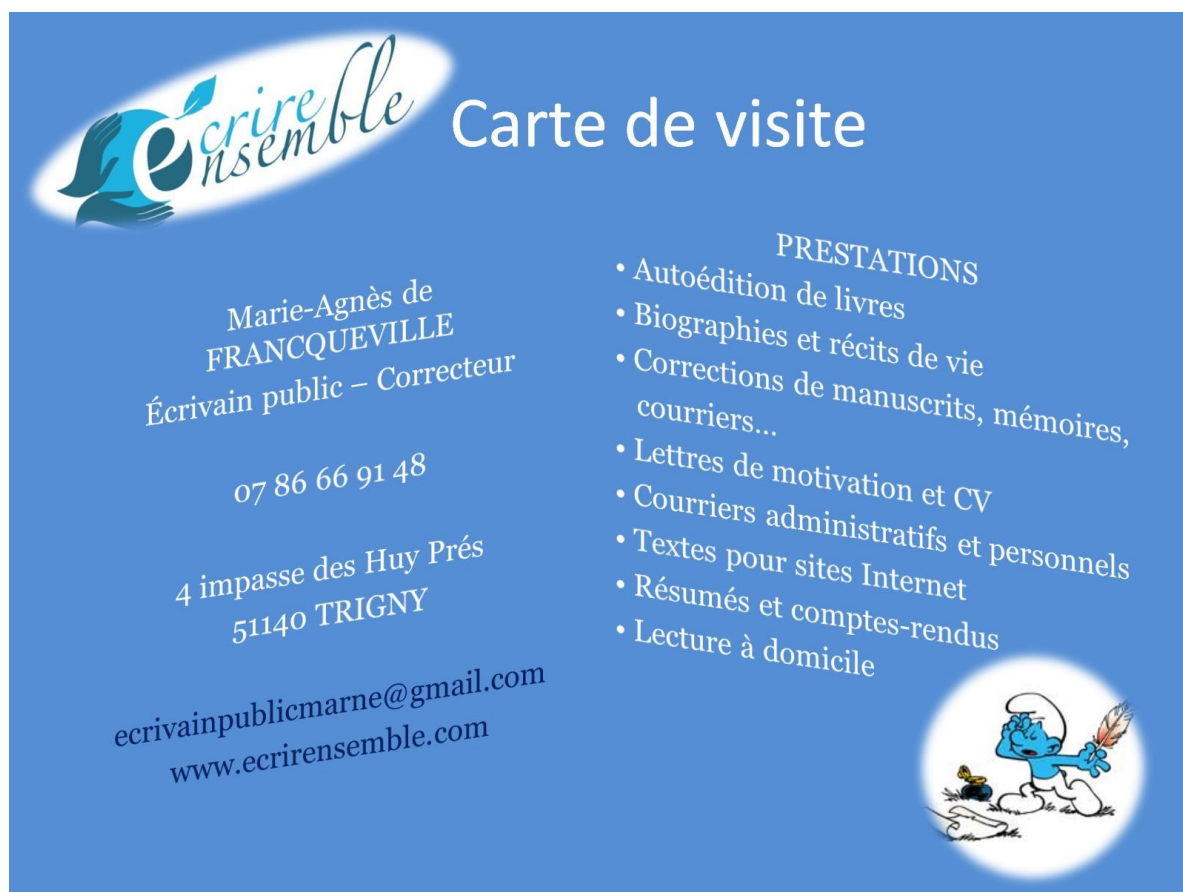 écrire
ensemble
Carte de visite
Marie-Agnès de
FRANCQUEVILLE
Écrivain public – Correcteur
07 86 66 91 48
4 impasse des Huy Prés
51140 TRIGNY
ecrivainpublicmarne@gmail.com
www.ecrirensemble.com
PRESTATIONS
• Autoédition de livres
• Biographies et récits de vie
• Corrections de manuscrits, mémoires,
courriers...
• Lettres de motivation et CV
• Courriers administratifs et personnels
• Textes pour sites Internet
• Résumés et comptes-rendus
• Lecture à domicile